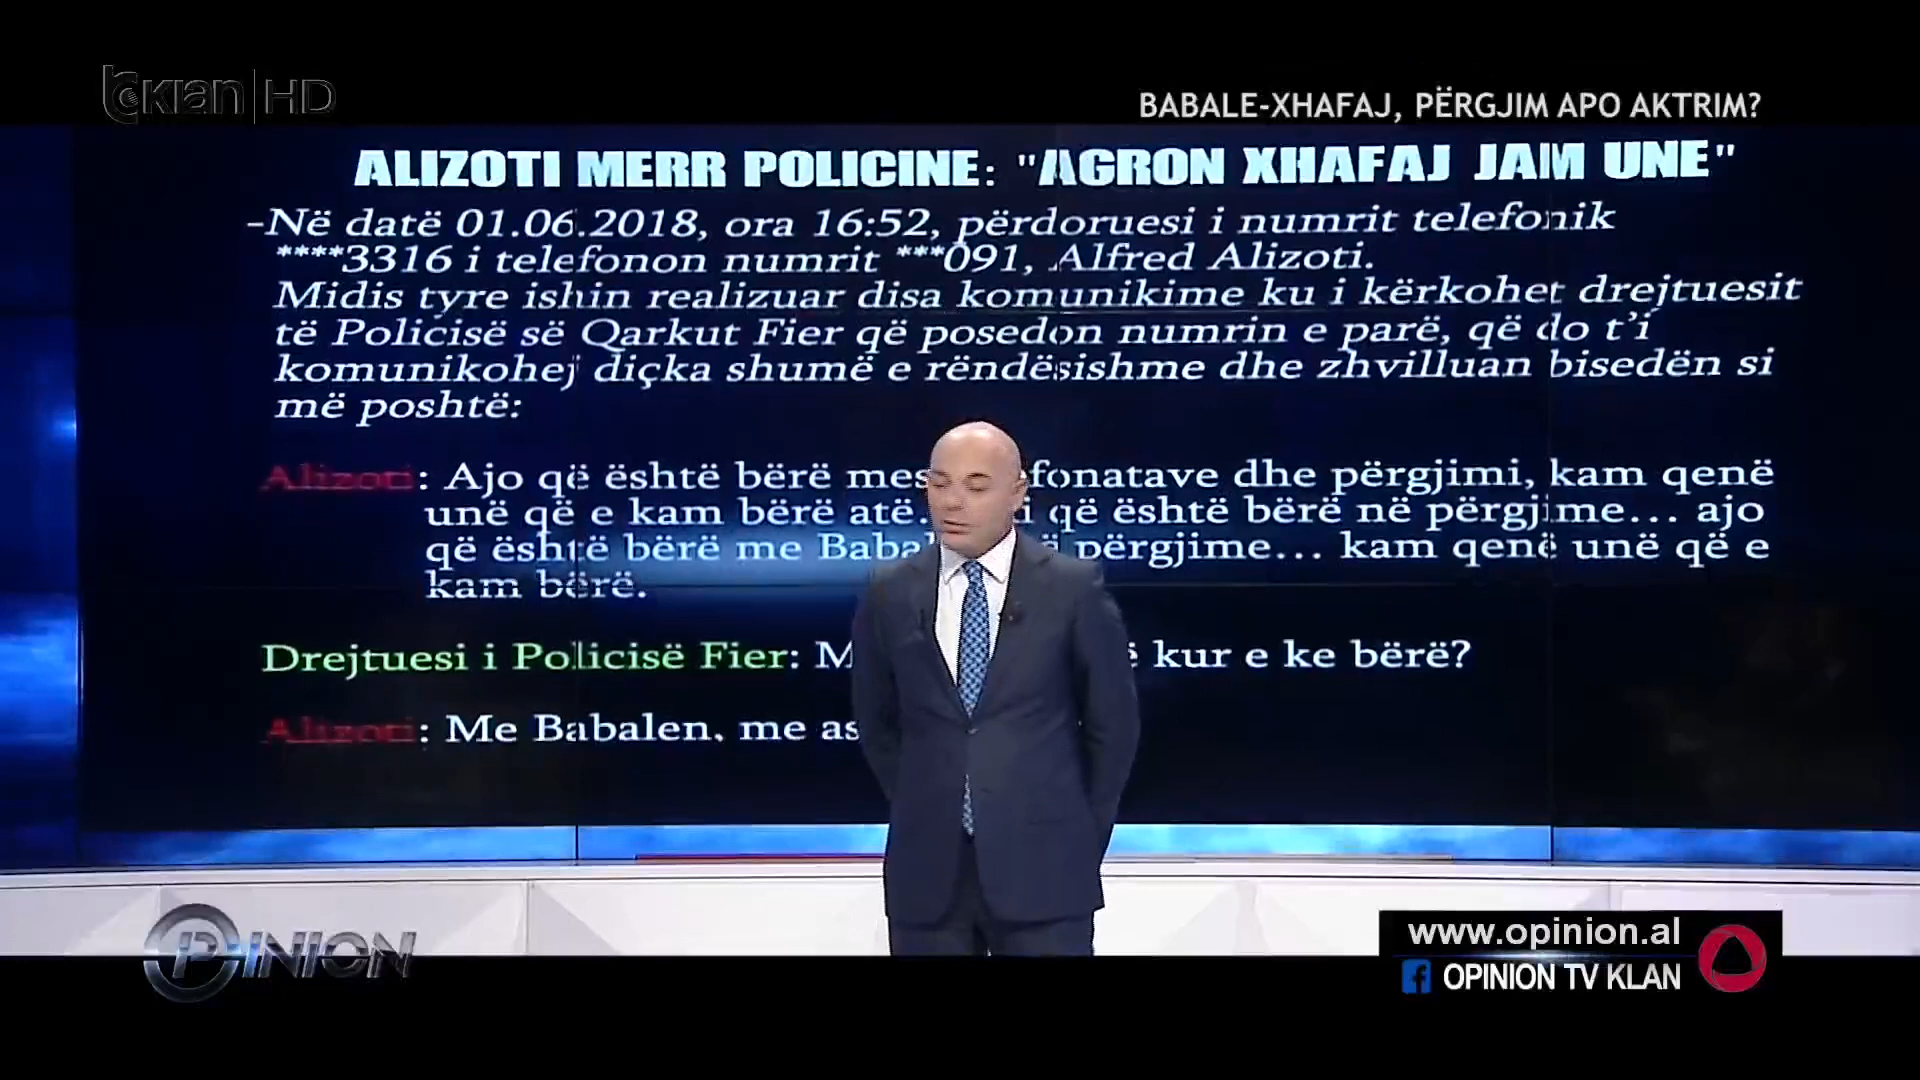 klan HD
BABALE-XHAFAJ, PËRGJIM APO AKTRIM?
ALIZOTI MERR POLICINE: "AGRON XHAFAJ JAM UNE"
-Në datë 01.06.2018, ora 16:52, përdoruesi i numrit telefonik
****3316 i telefonon numrit ***091, Alfred Alizoti.
Midis tyre ishin realizuar disa komunikime ku i kërkohet drejtuesit
të Policisë së Qarkut Fier që posedon numrin e parë, që do t'i
komunikohej diçka shumë e rëndësishme dhe zhvilluan bisedën si
më poshtë:
Alizoti: Ajo që është bërë mes fonatave dhe përgjimi, kam qenë
unë që e kam bërë atë. që është bërë në përgjime... ajo
që është bërë me përgjime... kam qenë unë që e
kam bërë.
Drejtuesi i Policisë Fier: kur e ke bërë?
Alizoti: Me Babalen, me
OPINION
www.opinion.al
OPINION TV KLAN